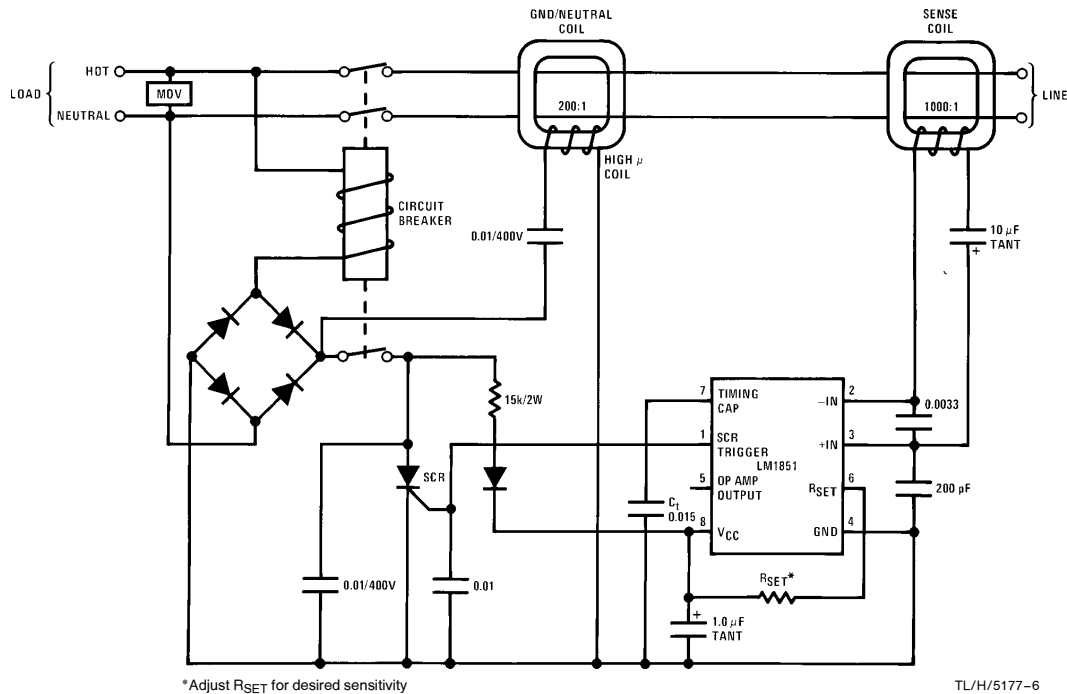 GND/NEUTRAL
COIL
SENSE
COIL
HOT
LOAD
MOV
NEUTRAL
200:1
1000:1
LINE
HIGH μ
COIL
CIRCUIT
BREAKER
0.01/400V
10 μF
TANT
+
15k/2W
7 TIMING
CAP
–IN 2
0.0033
1 SCR
TRIGGER
+IN 3
LM1851
SCR
5 OP AMP
OUTPUT
RSET 6
200 pF
Ct
0.015
8 VCC
GND 4
0.01/400V
0.01
RSET*
+
1.0 μF
TANT
*Adjust RSET for desired sensitivity
TL/H/5177–6